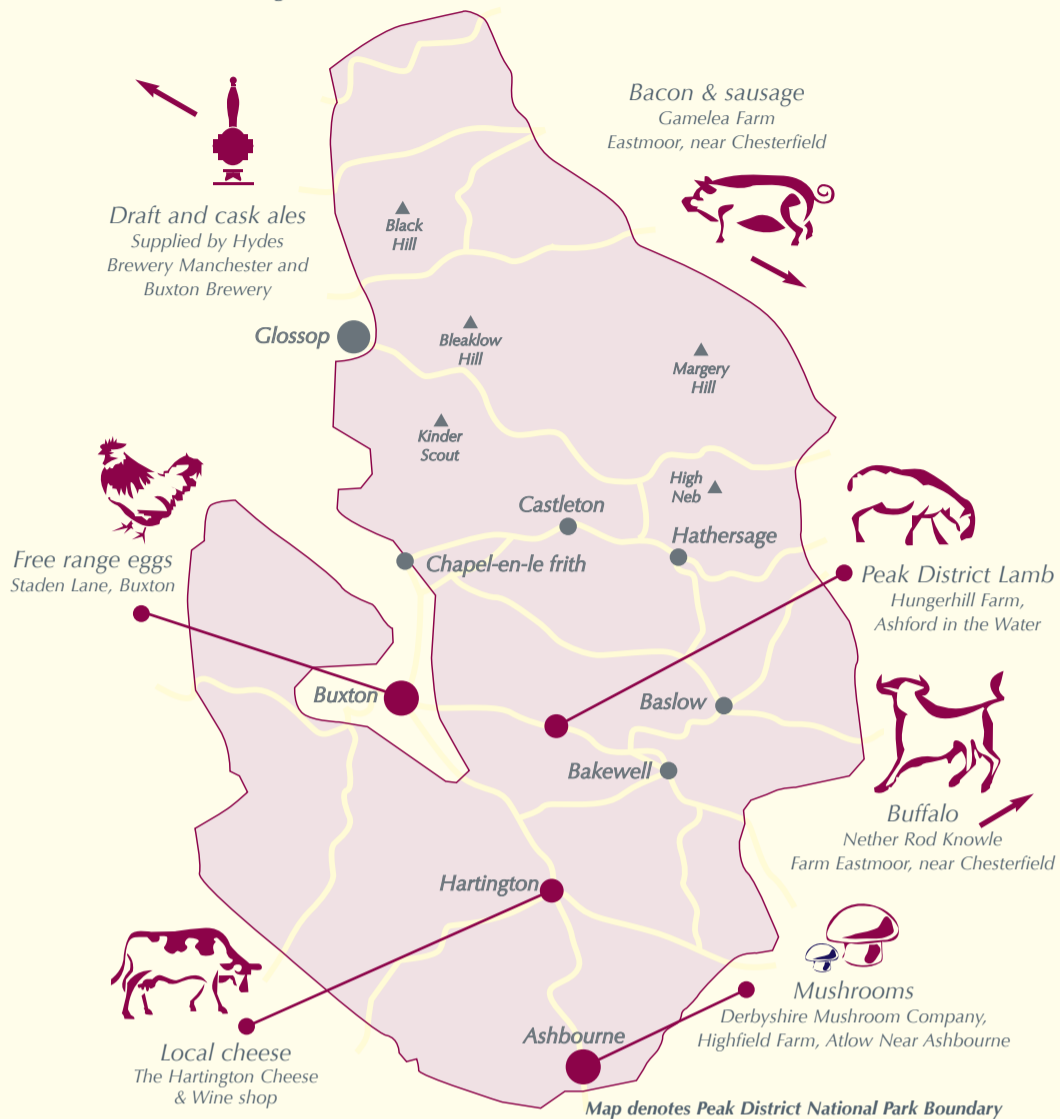 Bacon & sausage
Gamelea Farm
Eastmoor, near Chesterfield
Draft and cask ales
Supplied by Hydes
Brewery Manchester and
Buxton Brewery
Black
Hill
Glossop
Bleaklow
Hill
Margery
Hill
Kinder
Scout
High
Neb
Castleton
Hathersage
Chapel-en-le frith
Free range eggs
Staden Lane, Buxton
Peak District Lamb
Hungerhill Farm,
Ashford in the Water
Buxton
Baslow
Bakewell
Buffalo
Nether Rod Knowle
Farm Eastmoor, near Chesterfield
Hartington
Mushrooms
Derbyshire Mushroom Company,
Highfield Farm, Atlow Near Ashbourne
Ashbourne
Local cheese
The Hartington Cheese
& Wine shop
Map denotes Peak District National Park Boundary